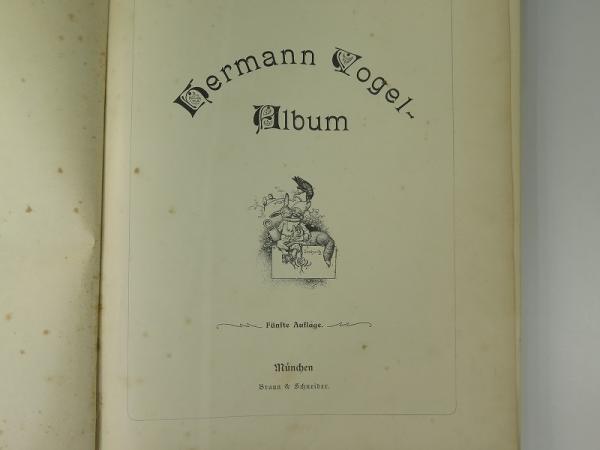 Hermann Vogel-
Album
Fünfte Auflage.
München
Braun & Schneider.